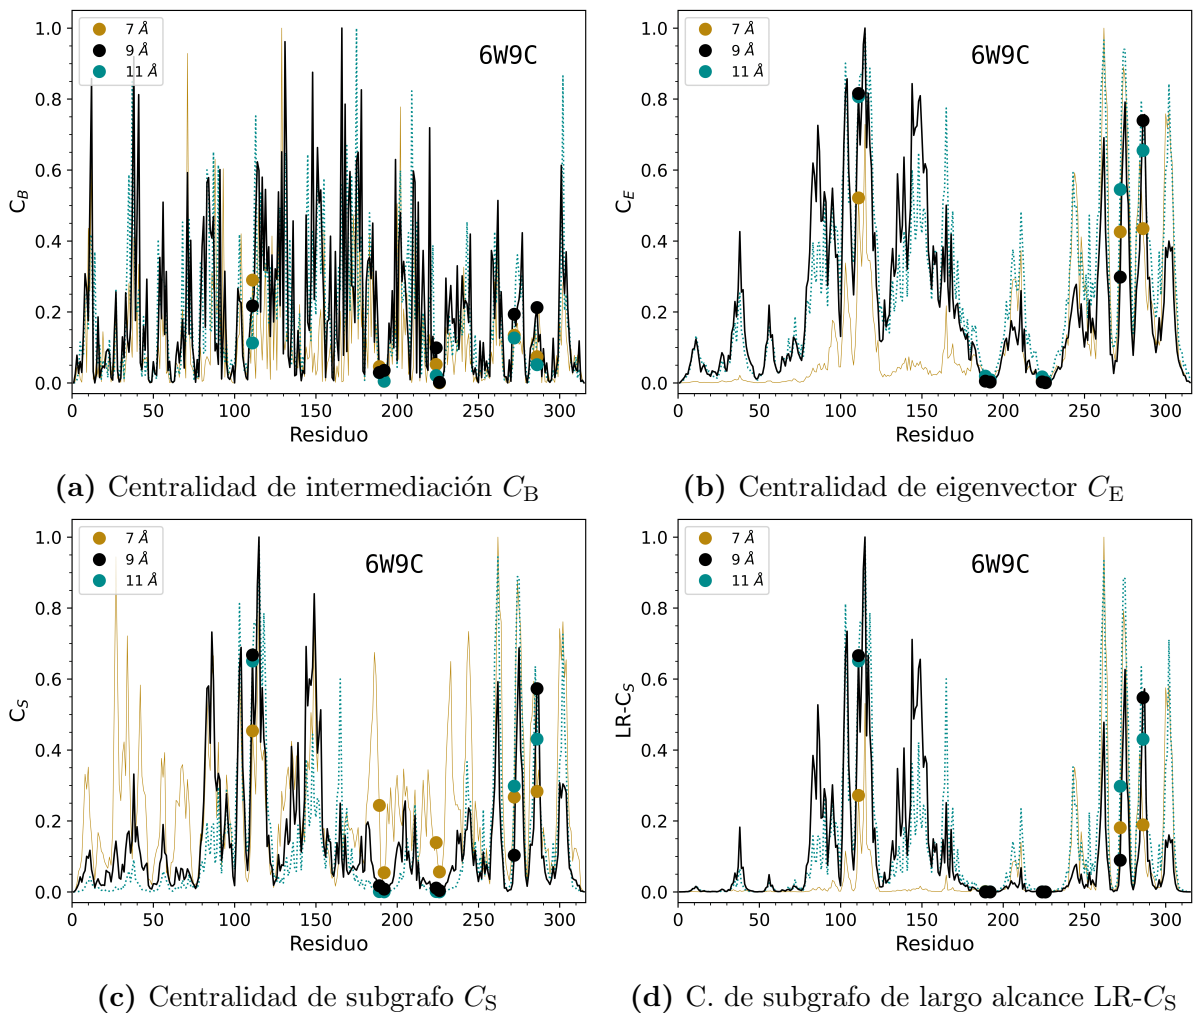 7 Å
9 Å
11 Å
6W9C
1.0
0.8
0.6
0.4
0.2
0.0
C_B
0 50 100 150 200 250 300
Residuo
7 Å
9 Å
11 Å
6W9C
1.0
0.8
0.6
0.4
0.2
0.0
C_E
0 50 100 150 200 250 300
Residuo
(a) Centralidad de intermediación C_B
(b) Centralidad de eigenvector C_E
7 Å
9 Å
11 Å
6W9C
1.0
0.8
0.6
0.4
0.2
0.0
C_S
0 50 100 150 200 250 300
Residuo
7 Å
9 Å
11 Å
6W9C
1.0
0.8
0.6
0.4
0.2
0.0
LR-C_S
0 50 100 150 200 250 300
Residuo
(c) Centralidad de subgrafo C_S
(d) C. de subgrafo de largo alcance LR-C_S